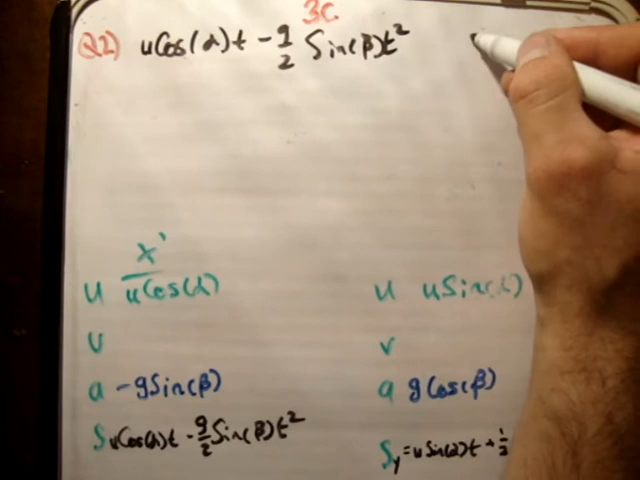 3c
Q2) uCos(α)t - g/2 Sin(β)t²
x'
u uCos(α)
u uSin(α)
v
v
a -gSin(β)
a gCos(β)
S uCos(α)t - g/2 Sin(β)t²
Sy = uSin(α)t + 1/2